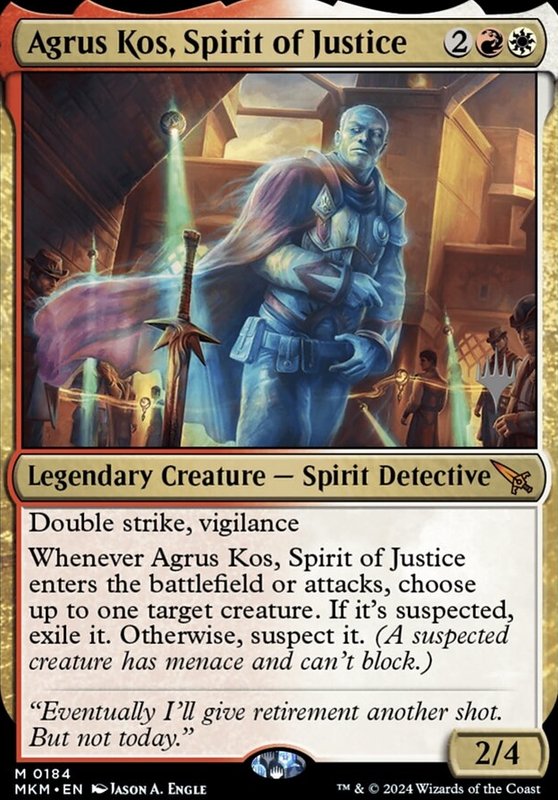 Agrus Kos, Spirit of Justice 2
Legendary Creature — Spirit Detective
Double strike, vigilance
Whenever Agrus Kos, Spirit of Justice
enters the battlefield or attacks, choose
up to one target creature. If it's suspected,
exile it. Otherwise, suspect it. (A suspected
creature has menace and can't block.)
“Eventually I'll give retirement another shot.
But not today.”
2/4
M 0184
MKM • EN Jason A. Engle
™ & © 2024 Wizards of the Coast